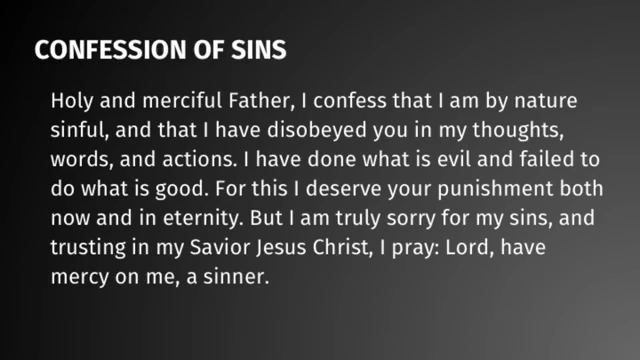 CONFESSION OF SINS
Holy and merciful Father, I confess that I am by nature
sinful, and that I have disobeyed you in my thoughts,
words, and actions. I have done what is evil and failed to
do what is good. For this I deserve your punishment both
now and in eternity. But I am truly sorry for my sins, and
trusting in my Savior Jesus Christ, I pray: Lord, have
mercy on me, a sinner.